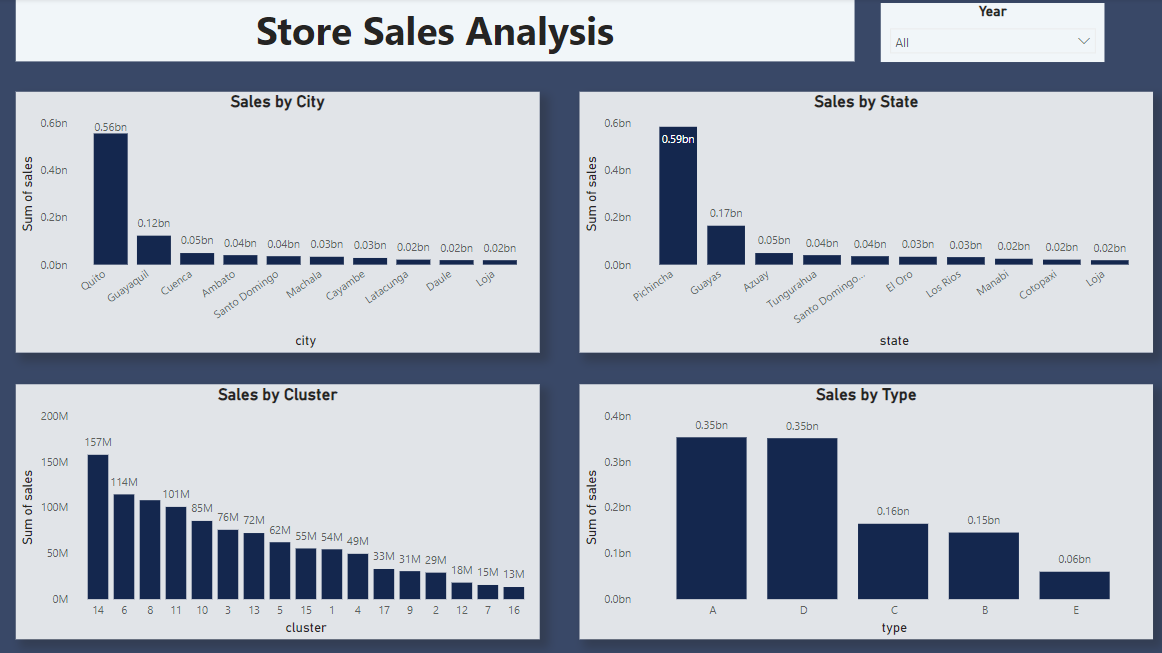 Store Sales Analysis
Year
All
Sales by City
Sum of sales
0.6bn
0.4bn
0.2bn
0.0bn
0.56bn
0.12bn
0.05bn
0.04bn
0.04bn
0.03bn
0.03bn
0.02bn
0.02bn
0.02bn
Quito
Guayaquil
Cuenca
Ambato
Santo Domingo
Machala
Cayambe
Latacunga
Daule
Loja
city
Sales by State
Sum of sales
0.6bn
0.4bn
0.2bn
0.0bn
0.59bn
0.17bn
0.05bn
0.04bn
0.04bn
0.03bn
0.03bn
0.02bn
0.02bn
0.02bn
Pichincha
Guayas
Azuay
Tungurahua
Santo Domingo...
El Oro
Los Rios
Manabi
Cotopaxi
Loja
state
Sales by Cluster
Sum of sales
200M
150M
100M
50M
0M
157M
114M
101M
85M
76M
72M
62M
55M
54M
49M
33M
31M
29M
18M
15M
13M
14 6 8 11 10 3 13 5 15 1 4 17 9 2 12 7 16
cluster
Sales by Type
Sum of sales
0.4bn
0.3bn
0.2bn
0.1bn
0.0bn
0.35bn
0.35bn
0.16bn
0.15bn
0.06bn
A D C B E
type